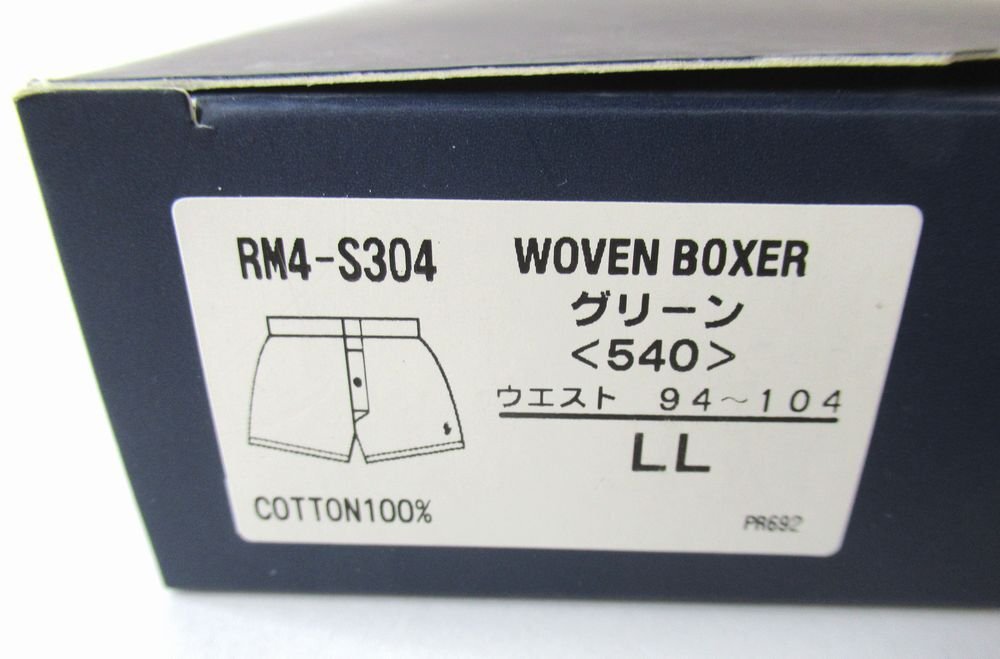 RM4-S304
WOVEN BOXER
グリーン
<540>
ウエスト 94～104
LL
COTTON100%
PR692